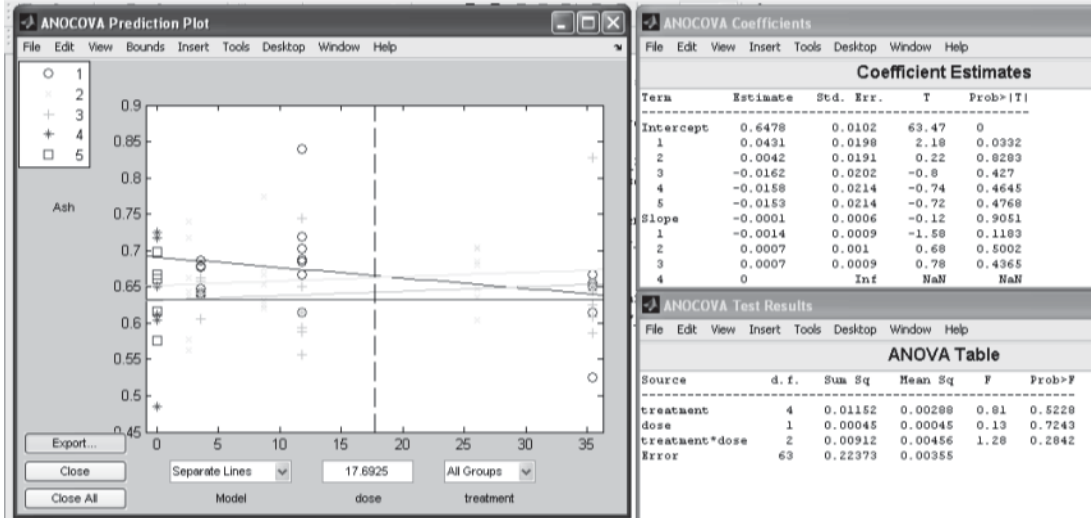 ANOCOVA Prediction Plot
File Edit View Bounds Insert Tools Desktop Window Help
1
2
3
4
5
Ash
0.9
0.85
0.8
0.75
0.7
0.65
0.6
0.55
0.5
0.45
0 5 10 15 20 25 30 35
Export...
Close
Close All
Separate Lines
Model
17.6925
dose
All Groups
treatment
ANOCOVA Coefficients
File Edit View Insert Tools Desktop Window Help
Coefficient Estimates
Term Estimate Std. Err. T Prob>|T|
Intercept 0.6478 0.0102 63.47 0
1 0.0431 0.0198 2.18 0.0332
2 0.0042 0.0191 0.22 0.8283
3 -0.0162 0.0202 -0.8 0.427
4 -0.0158 0.0214 -0.74 0.4645
5 -0.0153 0.0214 -0.72 0.4768
Slope -0.0001 0.0006 -0.12 0.9051
1 -0.0014 0.0009 -1.58 0.1183
2 0.0007 0.001 0.68 0.5002
3 0.0007 0.0009 0.78 0.4365
4 0 Inf NaN NaN
ANOCOVA Test Results
File Edit View Insert Tools Desktop Window Help
ANOVA Table
Source d.f. Sum Sq Mean Sq F Prob>F
treatment 4 0.01152 0.00288 0.81 0.5228
dose 1 0.00045 0.00045 0.13 0.7243
treatment*dose 2 0.00912 0.00456 1.28 0.2842
Error 63 0.22373 0.00355